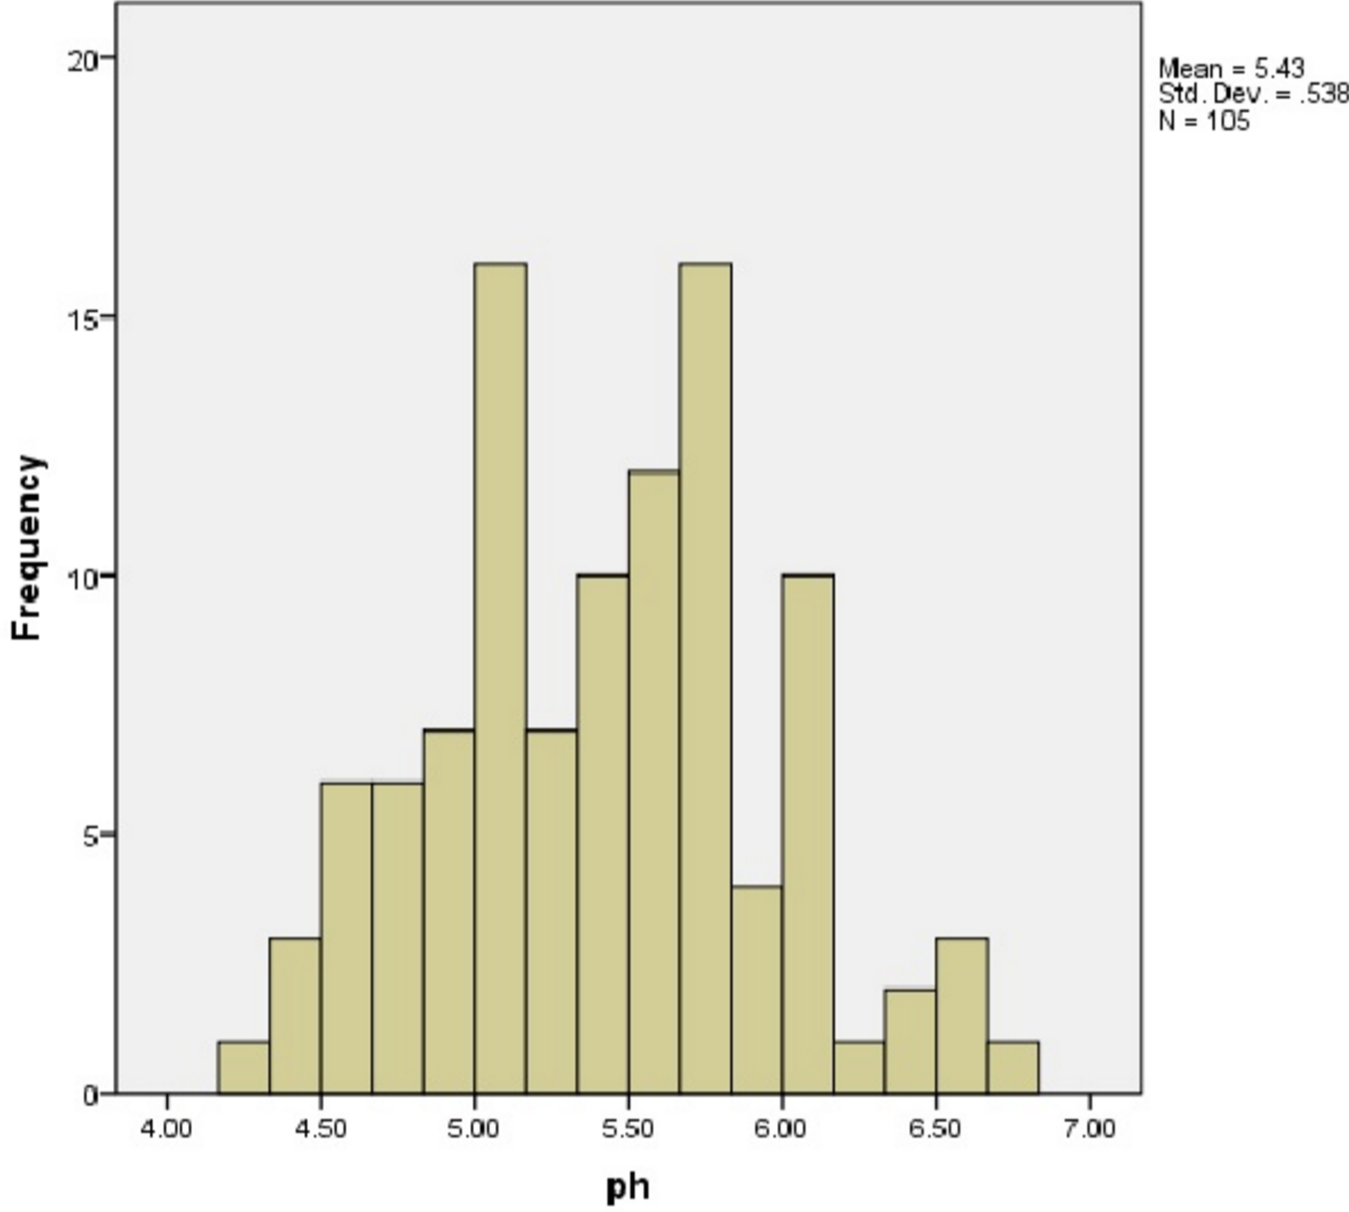 Mean = 5.43
Std. Dev. = .538
N = 105
20
15
10
5
0
Frequency
4.00 4.50 5.00 5.50 6.00 6.50 7.00
ph